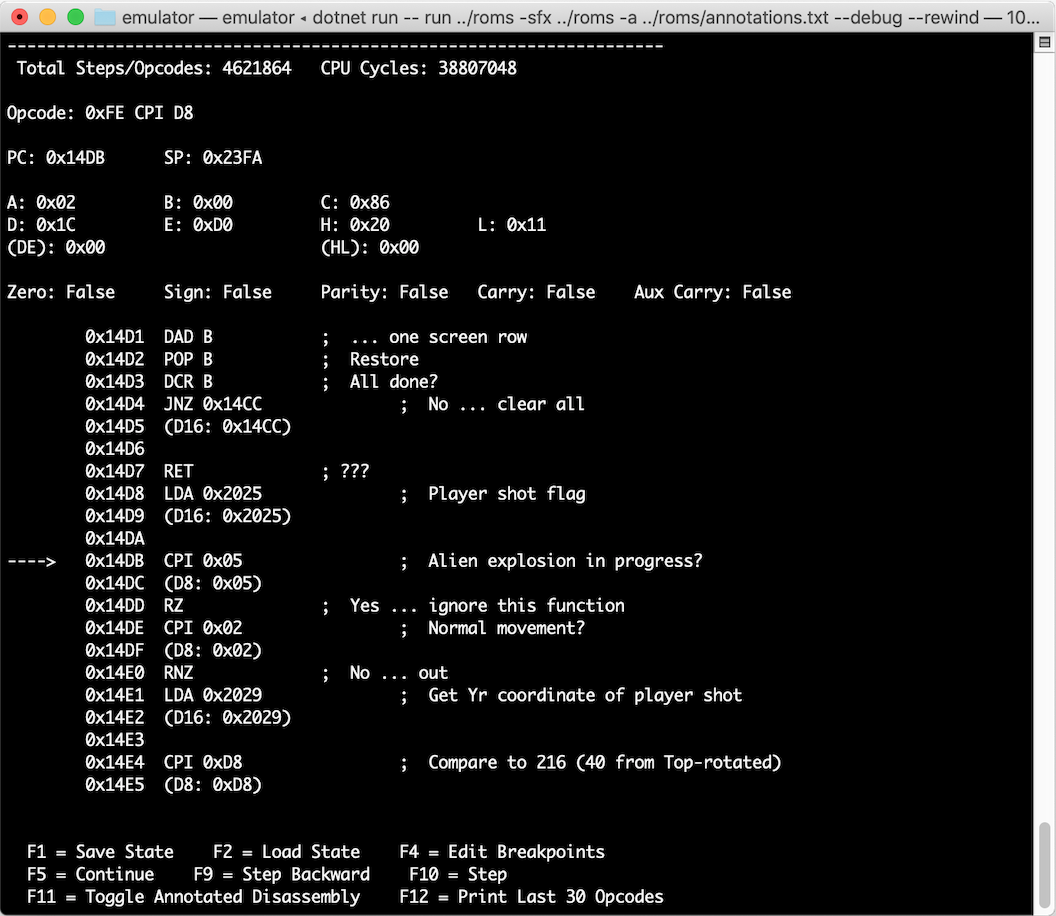 emulator — emulator ◂ dotnet run -- run ../roms -sfx ../roms -a ../roms/annotations.txt --debug --rewind — 10...
-------------------------------------------------------------------
Total Steps/Opcodes: 4621864   CPU Cycles: 38807048
Opcode: 0xFE CPI D8
PC: 0x14DB      SP: 0x23FA
A: 0x02         B: 0x00         C: 0x86
D: 0x1C         E: 0xD0         H: 0x20         L: 0x11
(DE): 0x00                      (HL): 0x00
Zero: False     Sign: False     Parity: False   Carry: False    Aux Carry: False
0x14D1  DAD B           ;  ... one screen row
0x14D2  POP B           ;  Restore
0x14D3  DCR B           ;  All done?
0x14D4  JNZ 0x14CC              ;  No ... clear all
0x14D5  (D16: 0x14CC)
0x14D6
0x14D7  RET             ; ???
0x14D8  LDA 0x2025              ;  Player shot flag
0x14D9  (D16: 0x2025)
0x14DA
---->   0x14DB  CPI 0x05                ;  Alien explosion in progress?
0x14DC  (D8: 0x05)
0x14DD  RZ              ;  Yes ... ignore this function
0x14DE  CPI 0x02                ;  Normal movement?
0x14DF  (D8: 0x02)
0x14E0  RNZ             ;  No ... out
0x14E1  LDA 0x2029              ;  Get Yr coordinate of player shot
0x14E2  (D16: 0x2029)
0x14E3
0x14E4  CPI 0xD8                ;  Compare to 216 (40 from Top-rotated)
0x14E5  (D8: 0xD8)
F1 = Save State    F2 = Load State    F4 = Edit Breakpoints
F5 = Continue    F9 = Step Backward    F10 = Step
F11 = Toggle Annotated Disassembly    F12 = Print Last 30 Opcodes